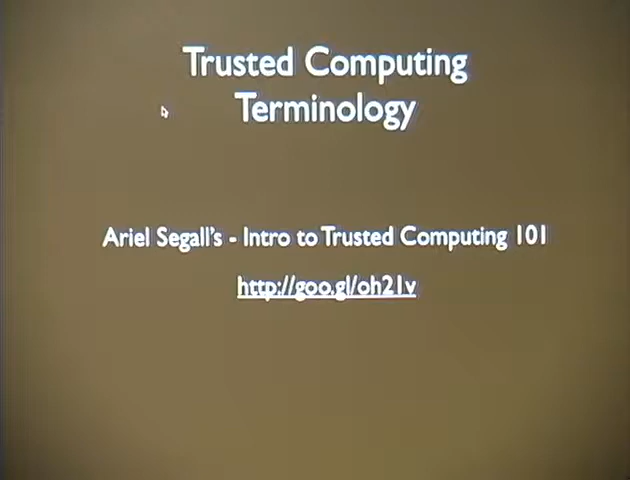 Trusted Computing
Terminology
Ariel Segall's - Intro to Trusted Computing 101
http://goo.gl/oh21v